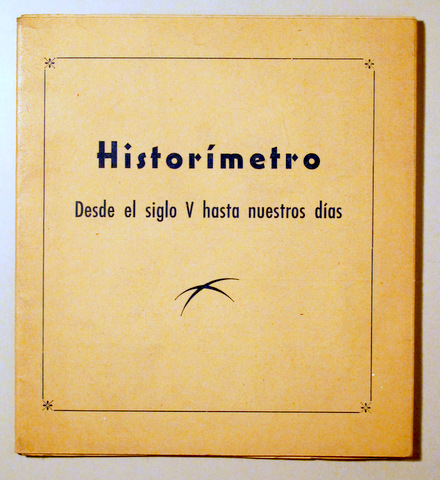 Historímetro
Desde el siglo V hasta nuestros días